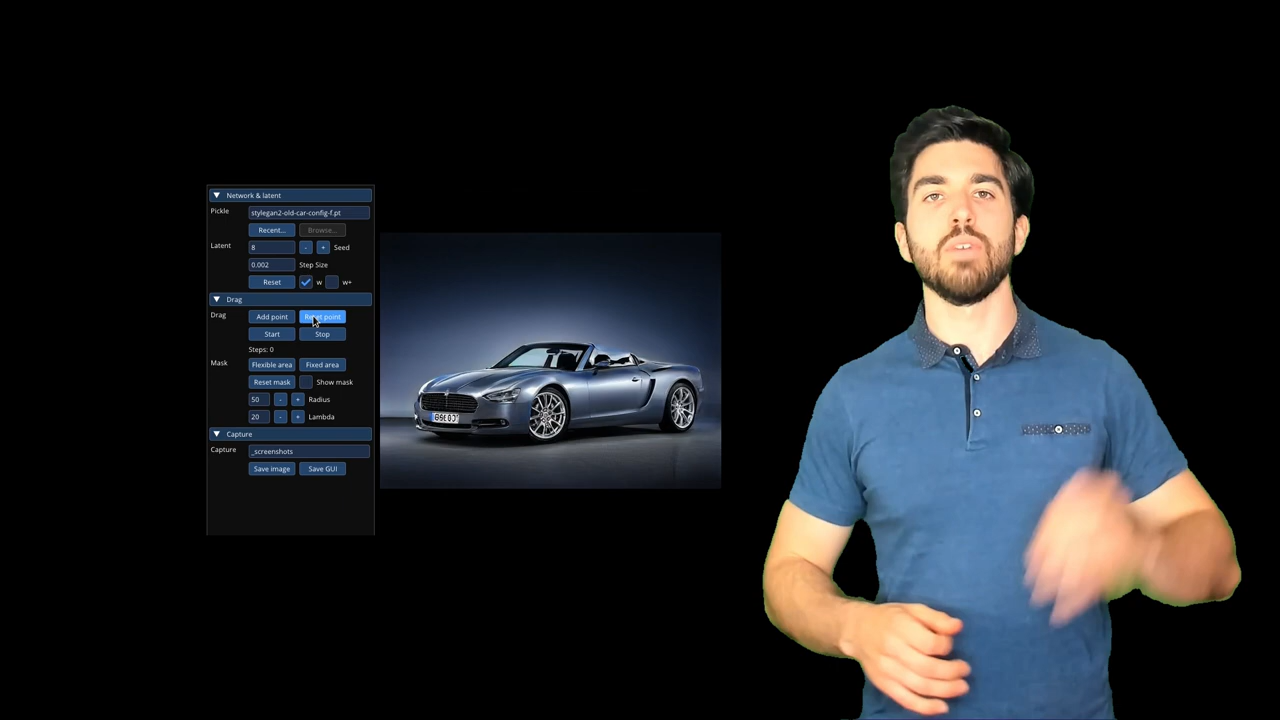 Network & latent
Pickle stylegan2-old-car-config-f.pt
Recent... Browse...
Latent 8 - + Seed
0.002 Step Size
Reset w w+
Drag
Drag Add point Reset point
Start Stop
Steps: 0
Mask Flexible area Fixed area
Reset mask Show mask
50 - + Radius
20 - + Lambda
Capture
Capture _screenshots
Save image Save GUI